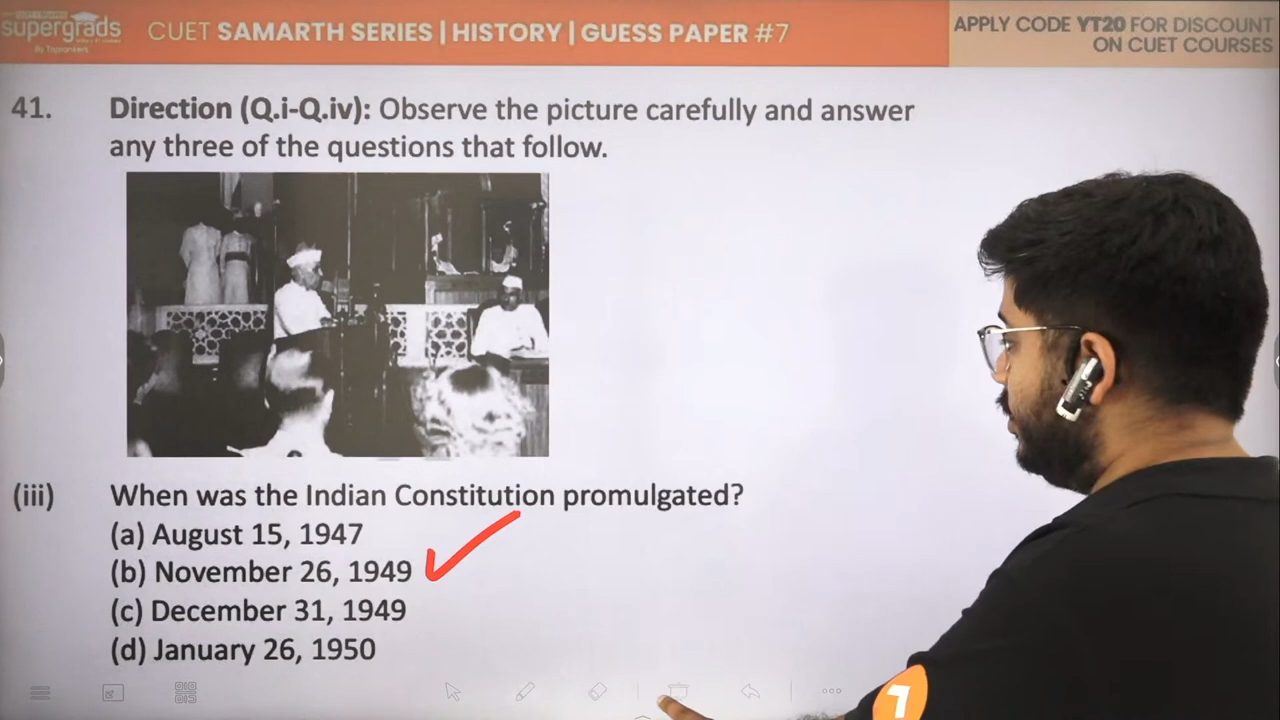 supergrads
By Toprankers
CUET SAMARTH SERIES | HISTORY | GUESS PAPER #7
APPLY CODE YT20 FOR DISCOUNT
ON CUET COURSES
41. Direction (Q.i-Q.iv): Observe the picture carefully and answer
any three of the questions that follow.
(iii) When was the Indian Constitution promulgated?
(a) August 15, 1947
(b) November 26, 1949
(c) December 31, 1949
(d) January 26, 1950